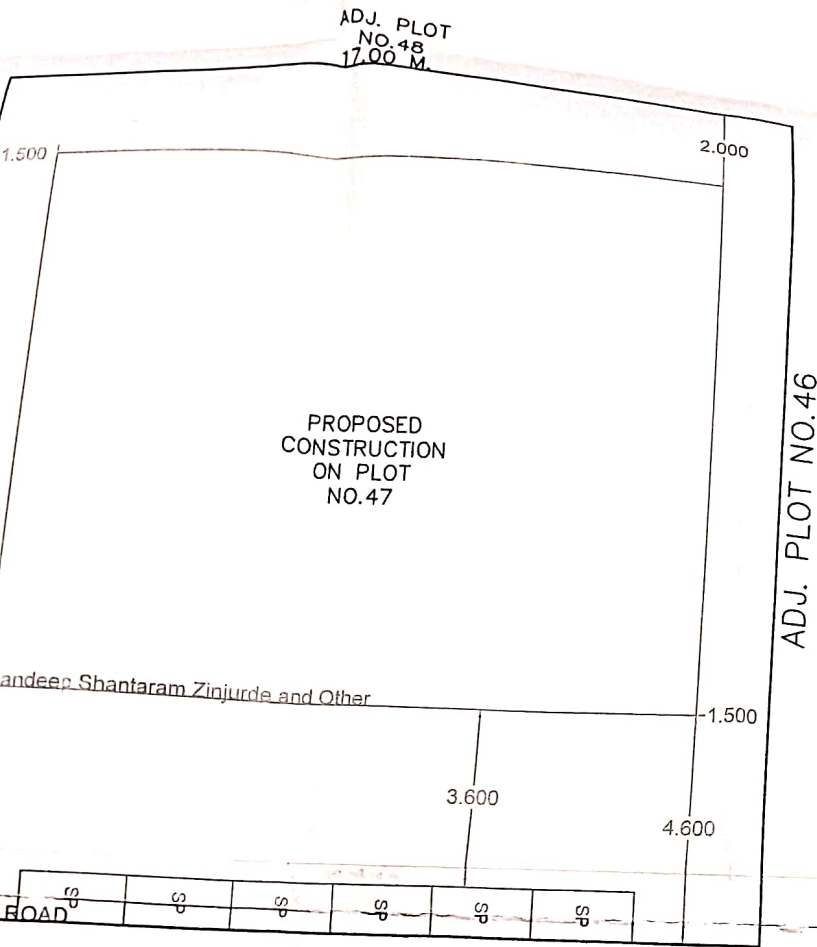 ADJ. PLOT
NO.48
17.00 M.
1.500
2.000
PROPOSED
CONSTRUCTION
ON PLOT
NO.47
ADJ. PLOT NO.46
andeep Shantaram Zinjurde and Other
1.500
3.600
4.600
SP
SP
SP
SP
SP
SP
ROAD